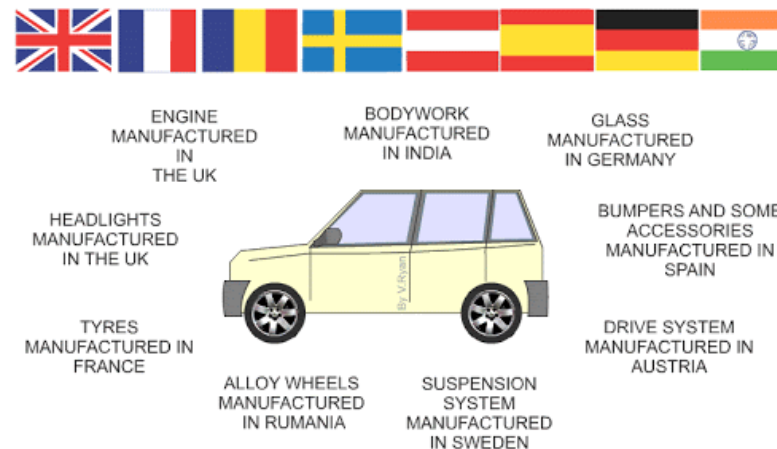 ENGINE
MANUFACTURED
IN
THE UK
BODYWORK
MANUFACTURED
IN INDIA
GLASS
MANUFACTURED
IN GERMANY
HEADLIGHTS
MANUFACTURED
IN THE UK
BUMPERS AND SOME
ACCESSORIES
MANUFACTURED IN
SPAIN
By V.Ryan
TYRES
MANUFACTURED IN
FRANCE
DRIVE SYSTEM
MANUFACTURED IN
AUSTRIA
ALLOY WHEELS
MANUFACTURED
IN RUMANIA
SUSPENSION
SYSTEM
MANUFACTURED
IN SWEDEN